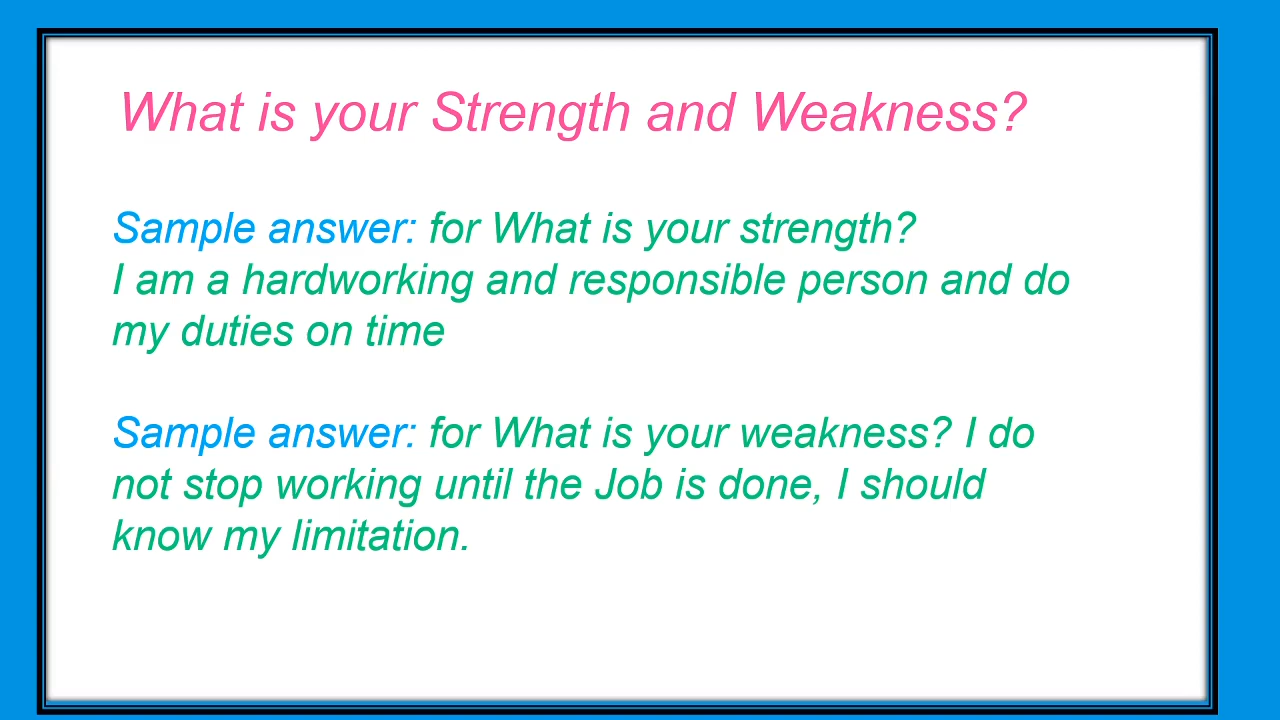 What is your Strength and Weakness?
Sample answer: for What is your strength?
I am a hardworking and responsible person and do
my duties on time
Sample answer: for What is your weakness? I do
not stop working until the Job is done, I should
know my limitation.